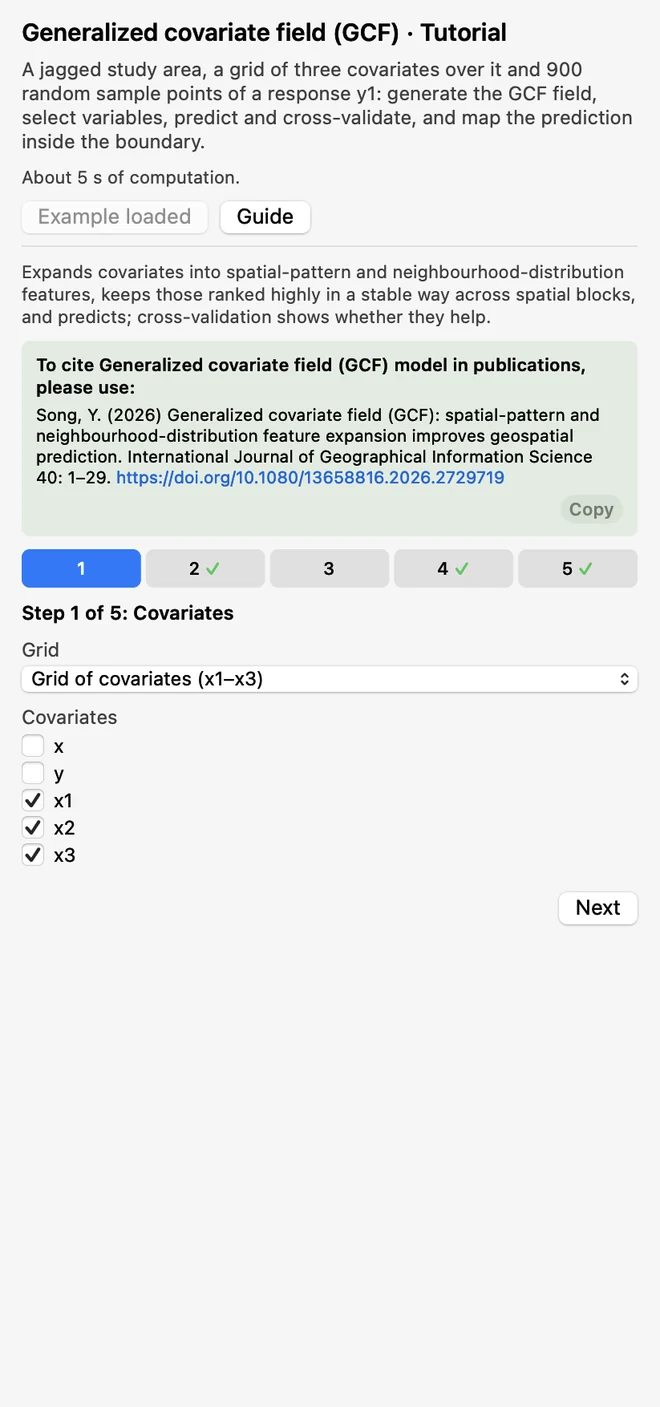 Generalized covariate field (GCF) · Tutorial
A jagged study area, a grid of three covariates over it and 900
random sample points of a response y1: generate the GCF field,
select variables, predict and cross-validate, and map the prediction
inside the boundary.
About 5 s of computation.
Example loaded
Guide
Expands covariates into spatial-pattern and neighbourhood-distribution
features, keeps those ranked highly in a stable way across spatial blocks,
and predicts; cross-validation shows whether they help.
To cite Generalized covariate field (GCF) model in publications,
please use:
Song, Y. (2026) Generalized covariate field (GCF): spatial-pattern and
neighbourhood-distribution feature expansion improves geospatial
prediction. International Journal of Geographical Information Science
40: 1–29. https://doi.org/10.1080/13658816.2026.2729719
Copy
1 2 ✓ 3 4 ✓ 5 ✓
Step 1 of 5: Covariates
Grid
Grid of covariates (x1–x3)
Covariates
x
y
x1
x2
x3
Next